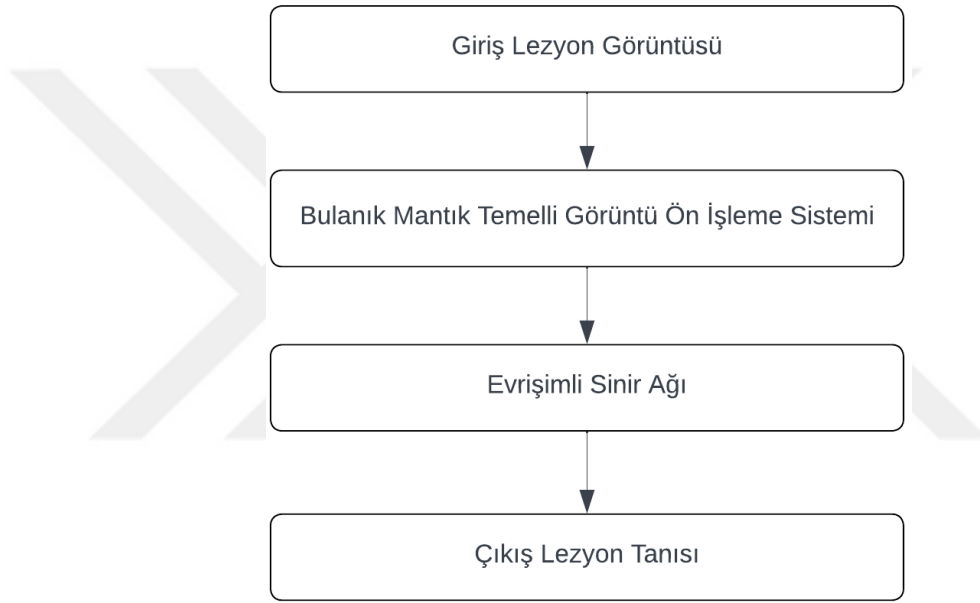 Giriş Lezyon Görüntüsü
Bulanık Mantık Temelli Görüntü Ön İşleme Sistemi
Evrişimli Sinir Ağı
Çıkış Lezyon Tanısı